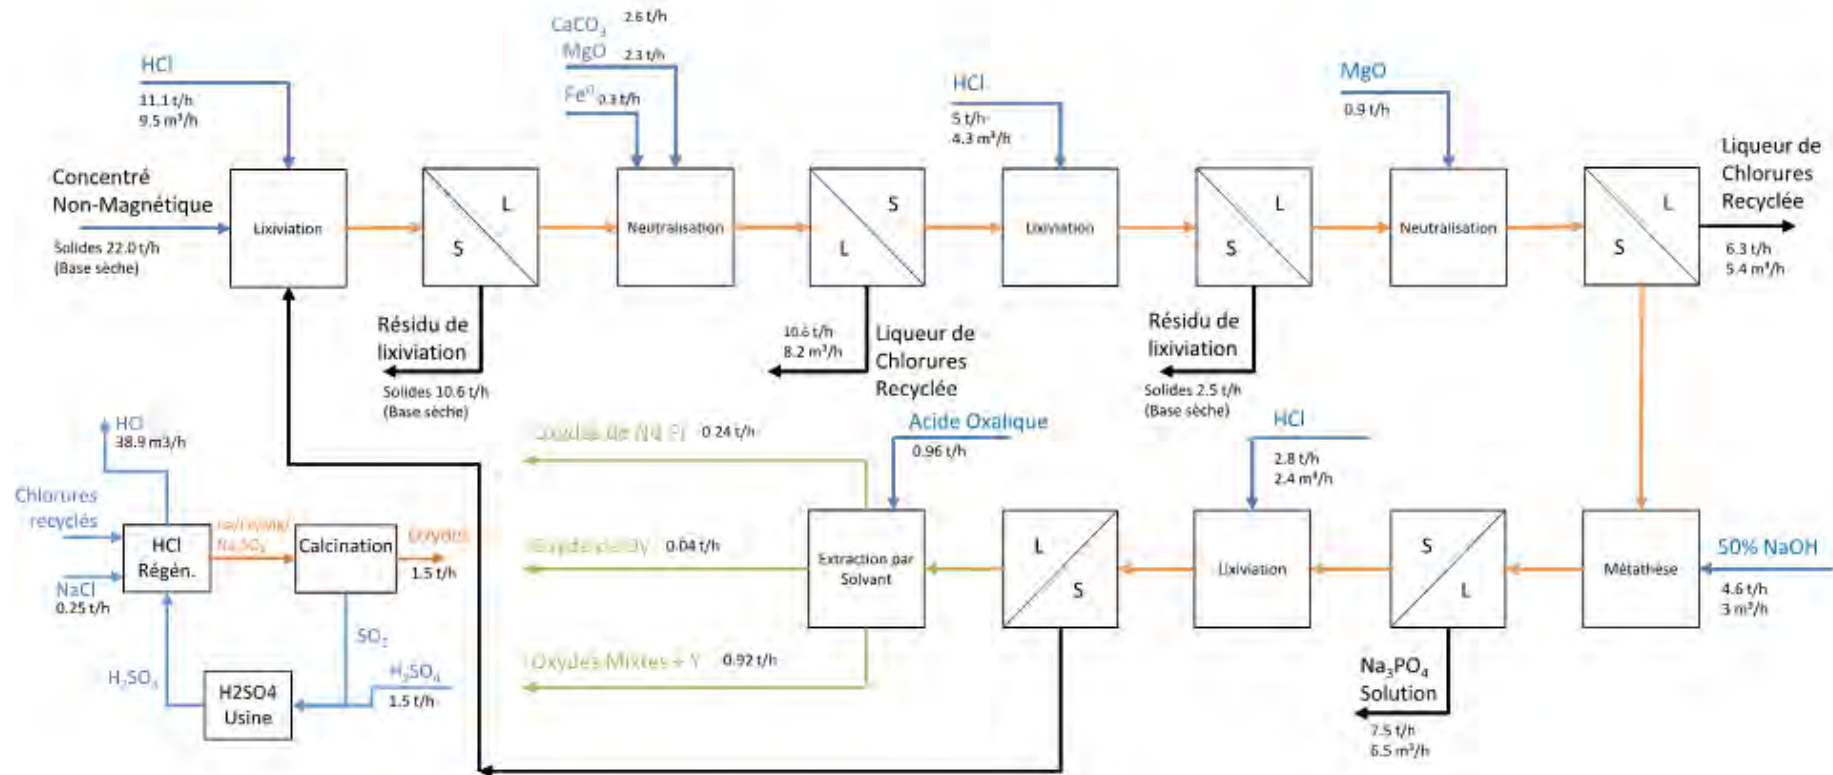 HCl
11.1 t/h
9.5 m³/h
CaCO₃ 2.6 t/h
MgO 2.3 t/h
Fe⁰ 0.3 t/h
HCl
5 t/h
4.3 m³/h
MgO
0.9 t/h
Concentré
Non-Magnétique
Solides 22.0 t/h
(Base sèche)
Lixiviation
L
S
Neutralisation
S
L
Lixiviation
L
S
Neutralisation
L
S
Liqueur de
Chlorures
Recyclée
6.3 t/h
5.4 m³/h
Résidu de
lixiviation
Solides 10.6 t/h
(Base sèche)
10.6 t/h
8.2 m³/h
Liqueur de
Chlorures
Recyclée
Résidu de
lixiviation
Solides 2.5 t/h
(Base sèche)
HCl
38.9 m3/h
Chlorures
recyclés
NaCl
0.25 t/h
HCl
Régén.
Calcination
Oxydes
1.5 t/h
H₂SO₄
H2SO4
Usine
H₂SO₄
1.5 t/h
Oxydes de Nd Pr 0.24 t/h
0.04 t/h
Oxydes Mixtes + Y 0.92 t/h
Acide Oxalique
0.96 t/h
Extraction par
Solvant
L
S
HCl
2.8 t/h
2.4 m³/h
Lixiviation
S
L
Métathèse
50% NaOH
4.6 t/h
3 m³/h
Na₃PO₄
Solution
7.5 t/h
6.5 m³/h